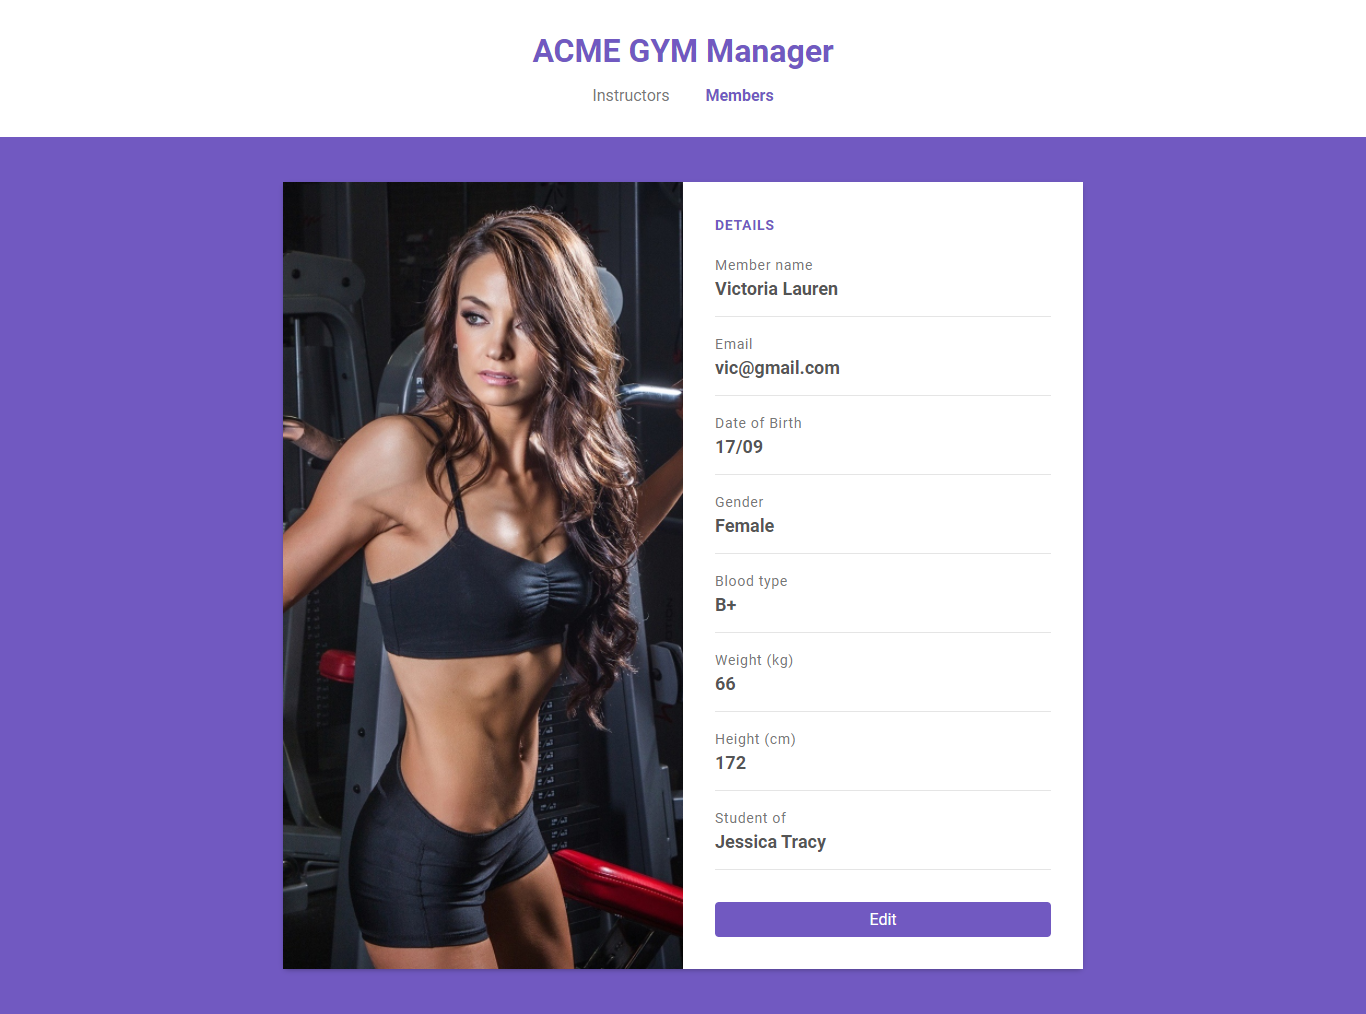 ACME GYM Manager
Instructors Members
DETAILS
Member name
Victoria Lauren
Email
vic@gmail.com
Date of Birth
17/09
Gender
Female
Blood type
B+
Weight (kg)
66
Height (cm)
172
Student of
Jessica Tracy
Edit